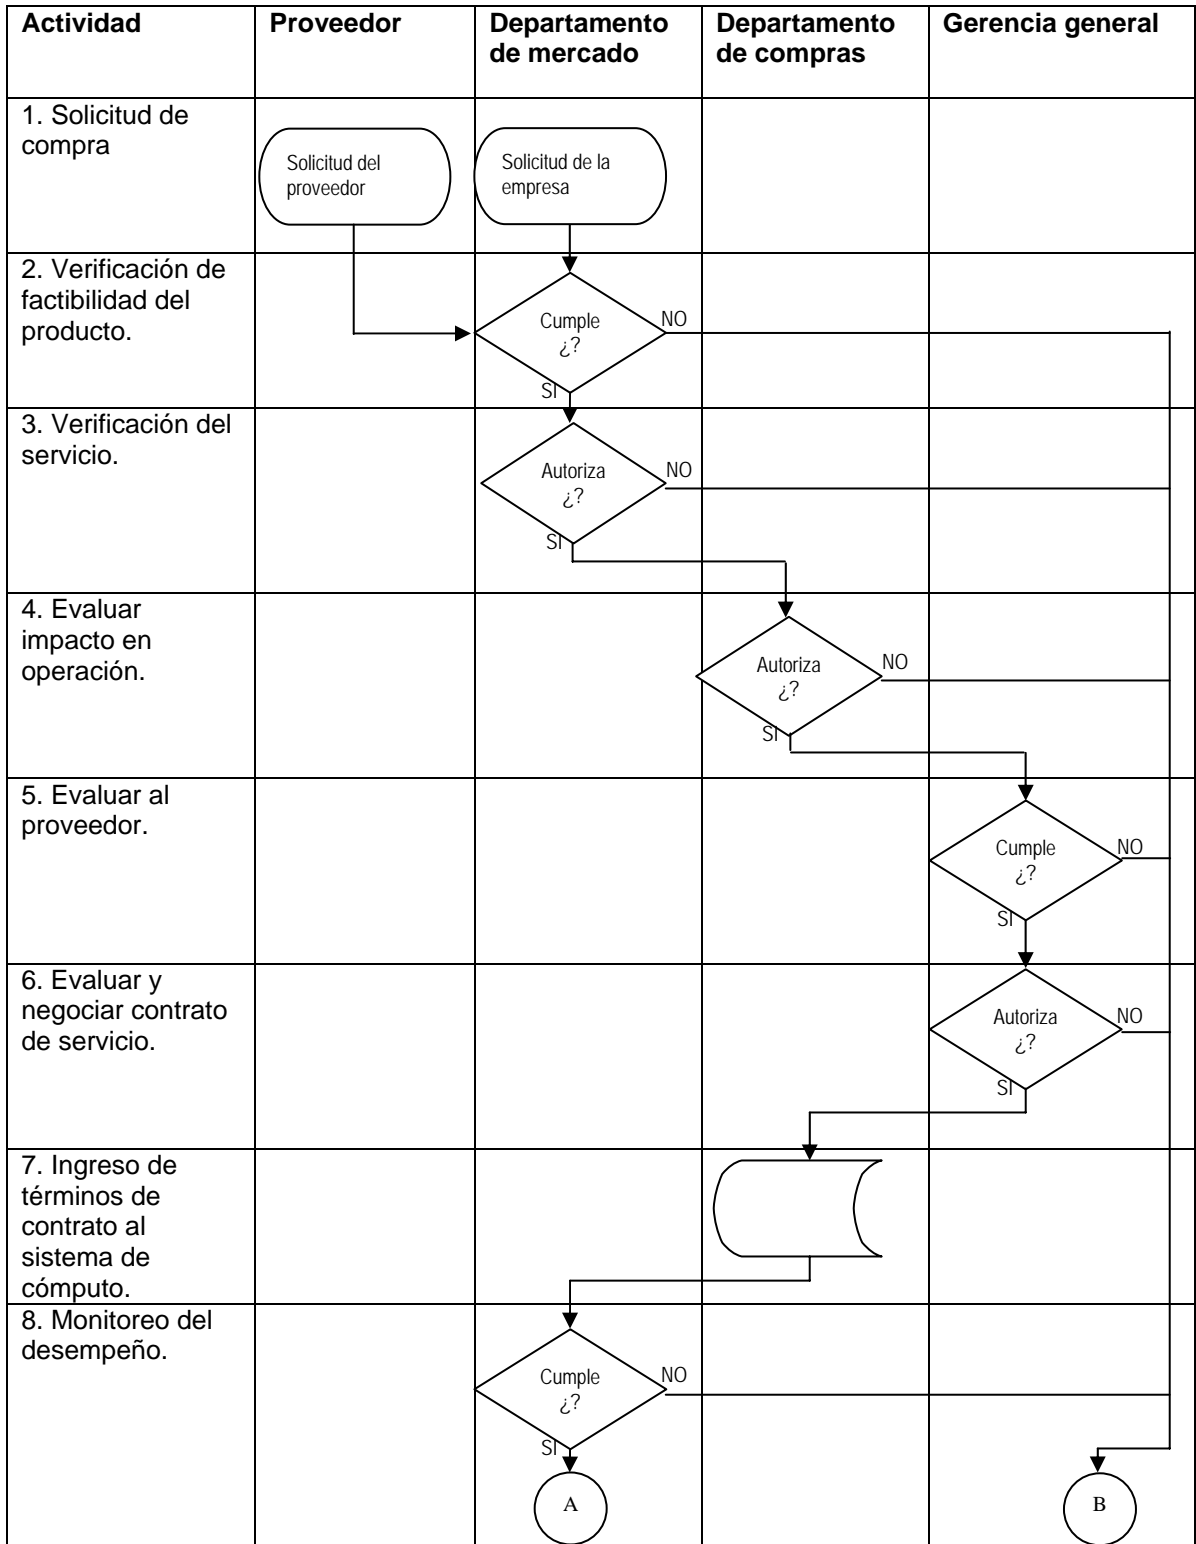 Actividad
Proveedor
Departamento
de mercado
Departamento
de compras
Gerencia general
1. Solicitud de
compra
Solicitud del
proveedor
Solicitud de la
empresa
2. Verificación de
factibilidad del
producto.
Cumple
¿?
NO
SI
3. Verificación del
servicio.
Autoriza
¿?
NO
SI
4. Evaluar
impacto en
operación.
Autoriza
¿?
NO
SI
5. Evaluar al
proveedor.
Cumple
¿?
NO
SI
6. Evaluar y
negociar contrato
de servicio.
Autoriza
¿?
NO
SI
7. Ingreso de
términos de
contrato al
sistema de
cómputo.
8. Monitoreo del
desempeño.
Cumple
¿?
NO
SI
A
B